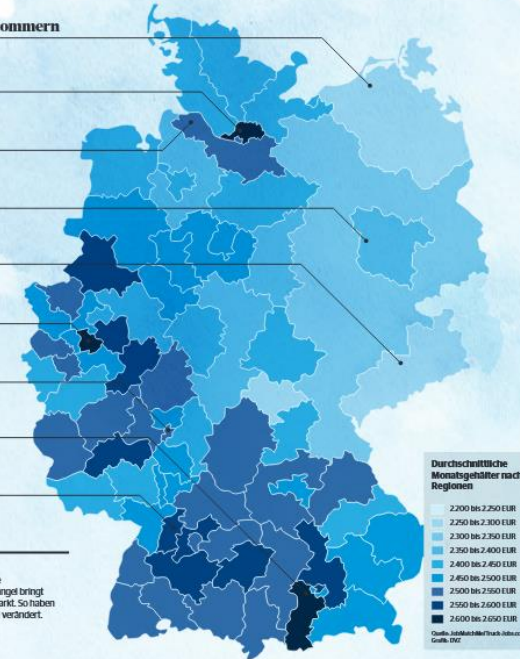 ommern
Durchschnittliche
Monatsgehälter nach
Regionen
2.200 bis 2.250 EUR
2.250 bis 2.300 EUR
2.300 bis 2.350 EUR
2.350 bis 2.400 EUR
2.400 bis 2.450 EUR
2.450 bis 2.500 EUR
2.500 bis 2.550 EUR
2.550 bis 2.600 EUR
2.600 bis 2.650 EUR
Quelle: JobMatchMe/Truck-Jobs.co
Grafik: DVZ
ngel bringt
arkt. So haben
verändert.